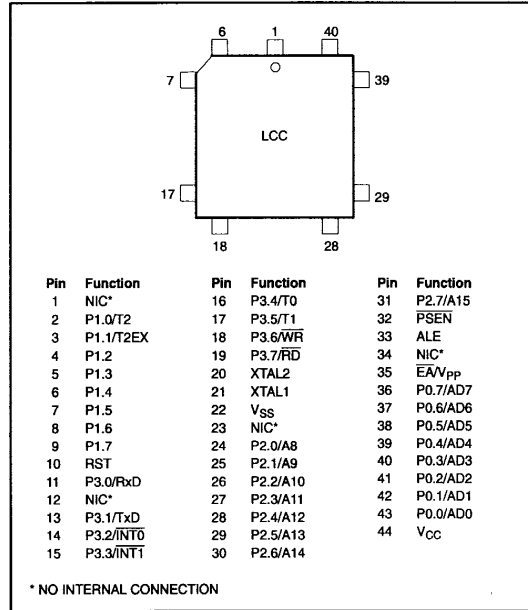 6 1 40
7 39
LCC
17 29
18 28
Pin Function Pin Function Pin Function
1 NIC* 16 P3.4/T0 31 P2.7/A15
2 P1.0/T2 17 P3.5/T1 32 PSEN
3 P1.1/T2EX 18 P3.6/WR 33 ALE
4 P1.2 19 P3.7/RD 34 NIC*
5 P1.3 20 XTAL2 35 EA/VPP
6 P1.4 21 XTAL1 36 P0.7/AD7
7 P1.5 22 VSS 37 P0.6/AD6
8 P1.6 23 NIC* 38 P0.5/AD5
9 P1.7 24 P2.0/A8 39 P0.4/AD4
10 RST 25 P2.1/A9 40 P0.3/AD3
11 P3.0/RxD 26 P2.2/A10 41 P0.2/AD2
12 NIC* 27 P2.3/A11 42 P0.1/AD1
13 P3.1/TxD 28 P2.4/A12 43 P0.0/AD0
14 P3.2/INT0 29 P2.5/A13 44 VCC
15 P3.3/INT1 30 P2.6/A14
* NO INTERNAL CONNECTION